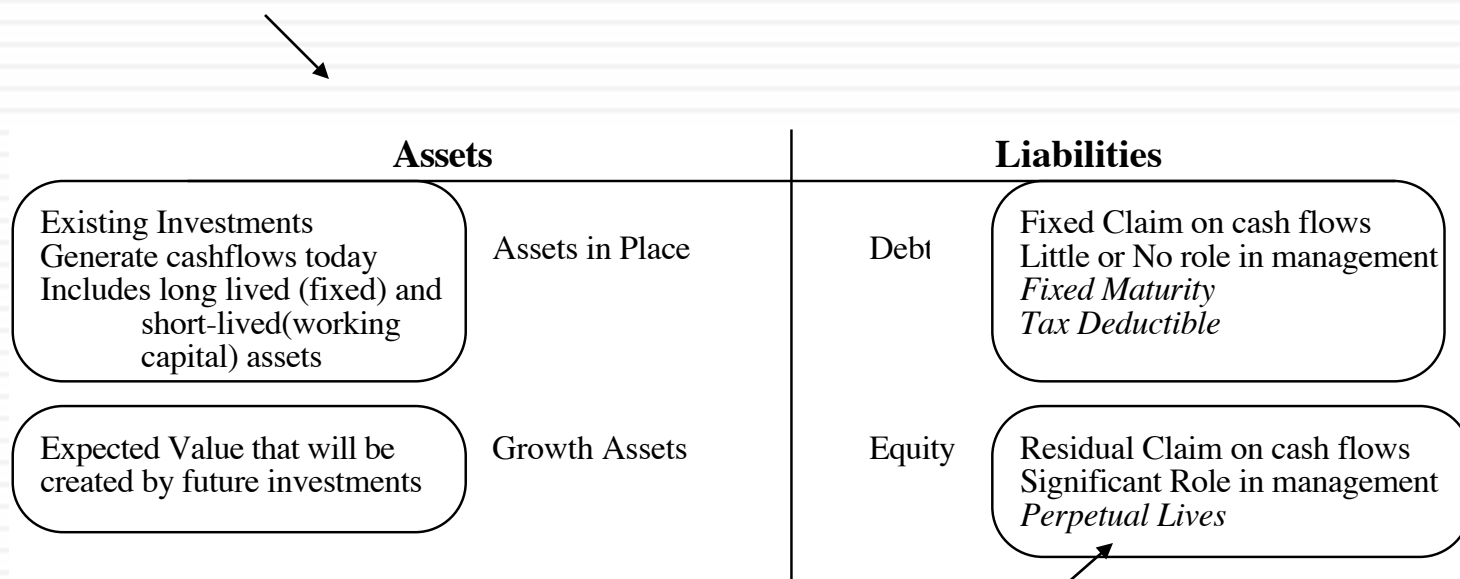 Assets
Liabilities
Existing Investments
Generate cashflows today
Includes long lived (fixed) and
short-lived(working
capital) assets
Assets in Place
Debt
Fixed Claim on cash flows
Little or No role in management
Fixed Maturity
Tax Deductible
Expected Value that will be
created by future investments
Growth Assets
Equity
Residual Claim on cash flows
Significant Role in management
Perpetual Lives